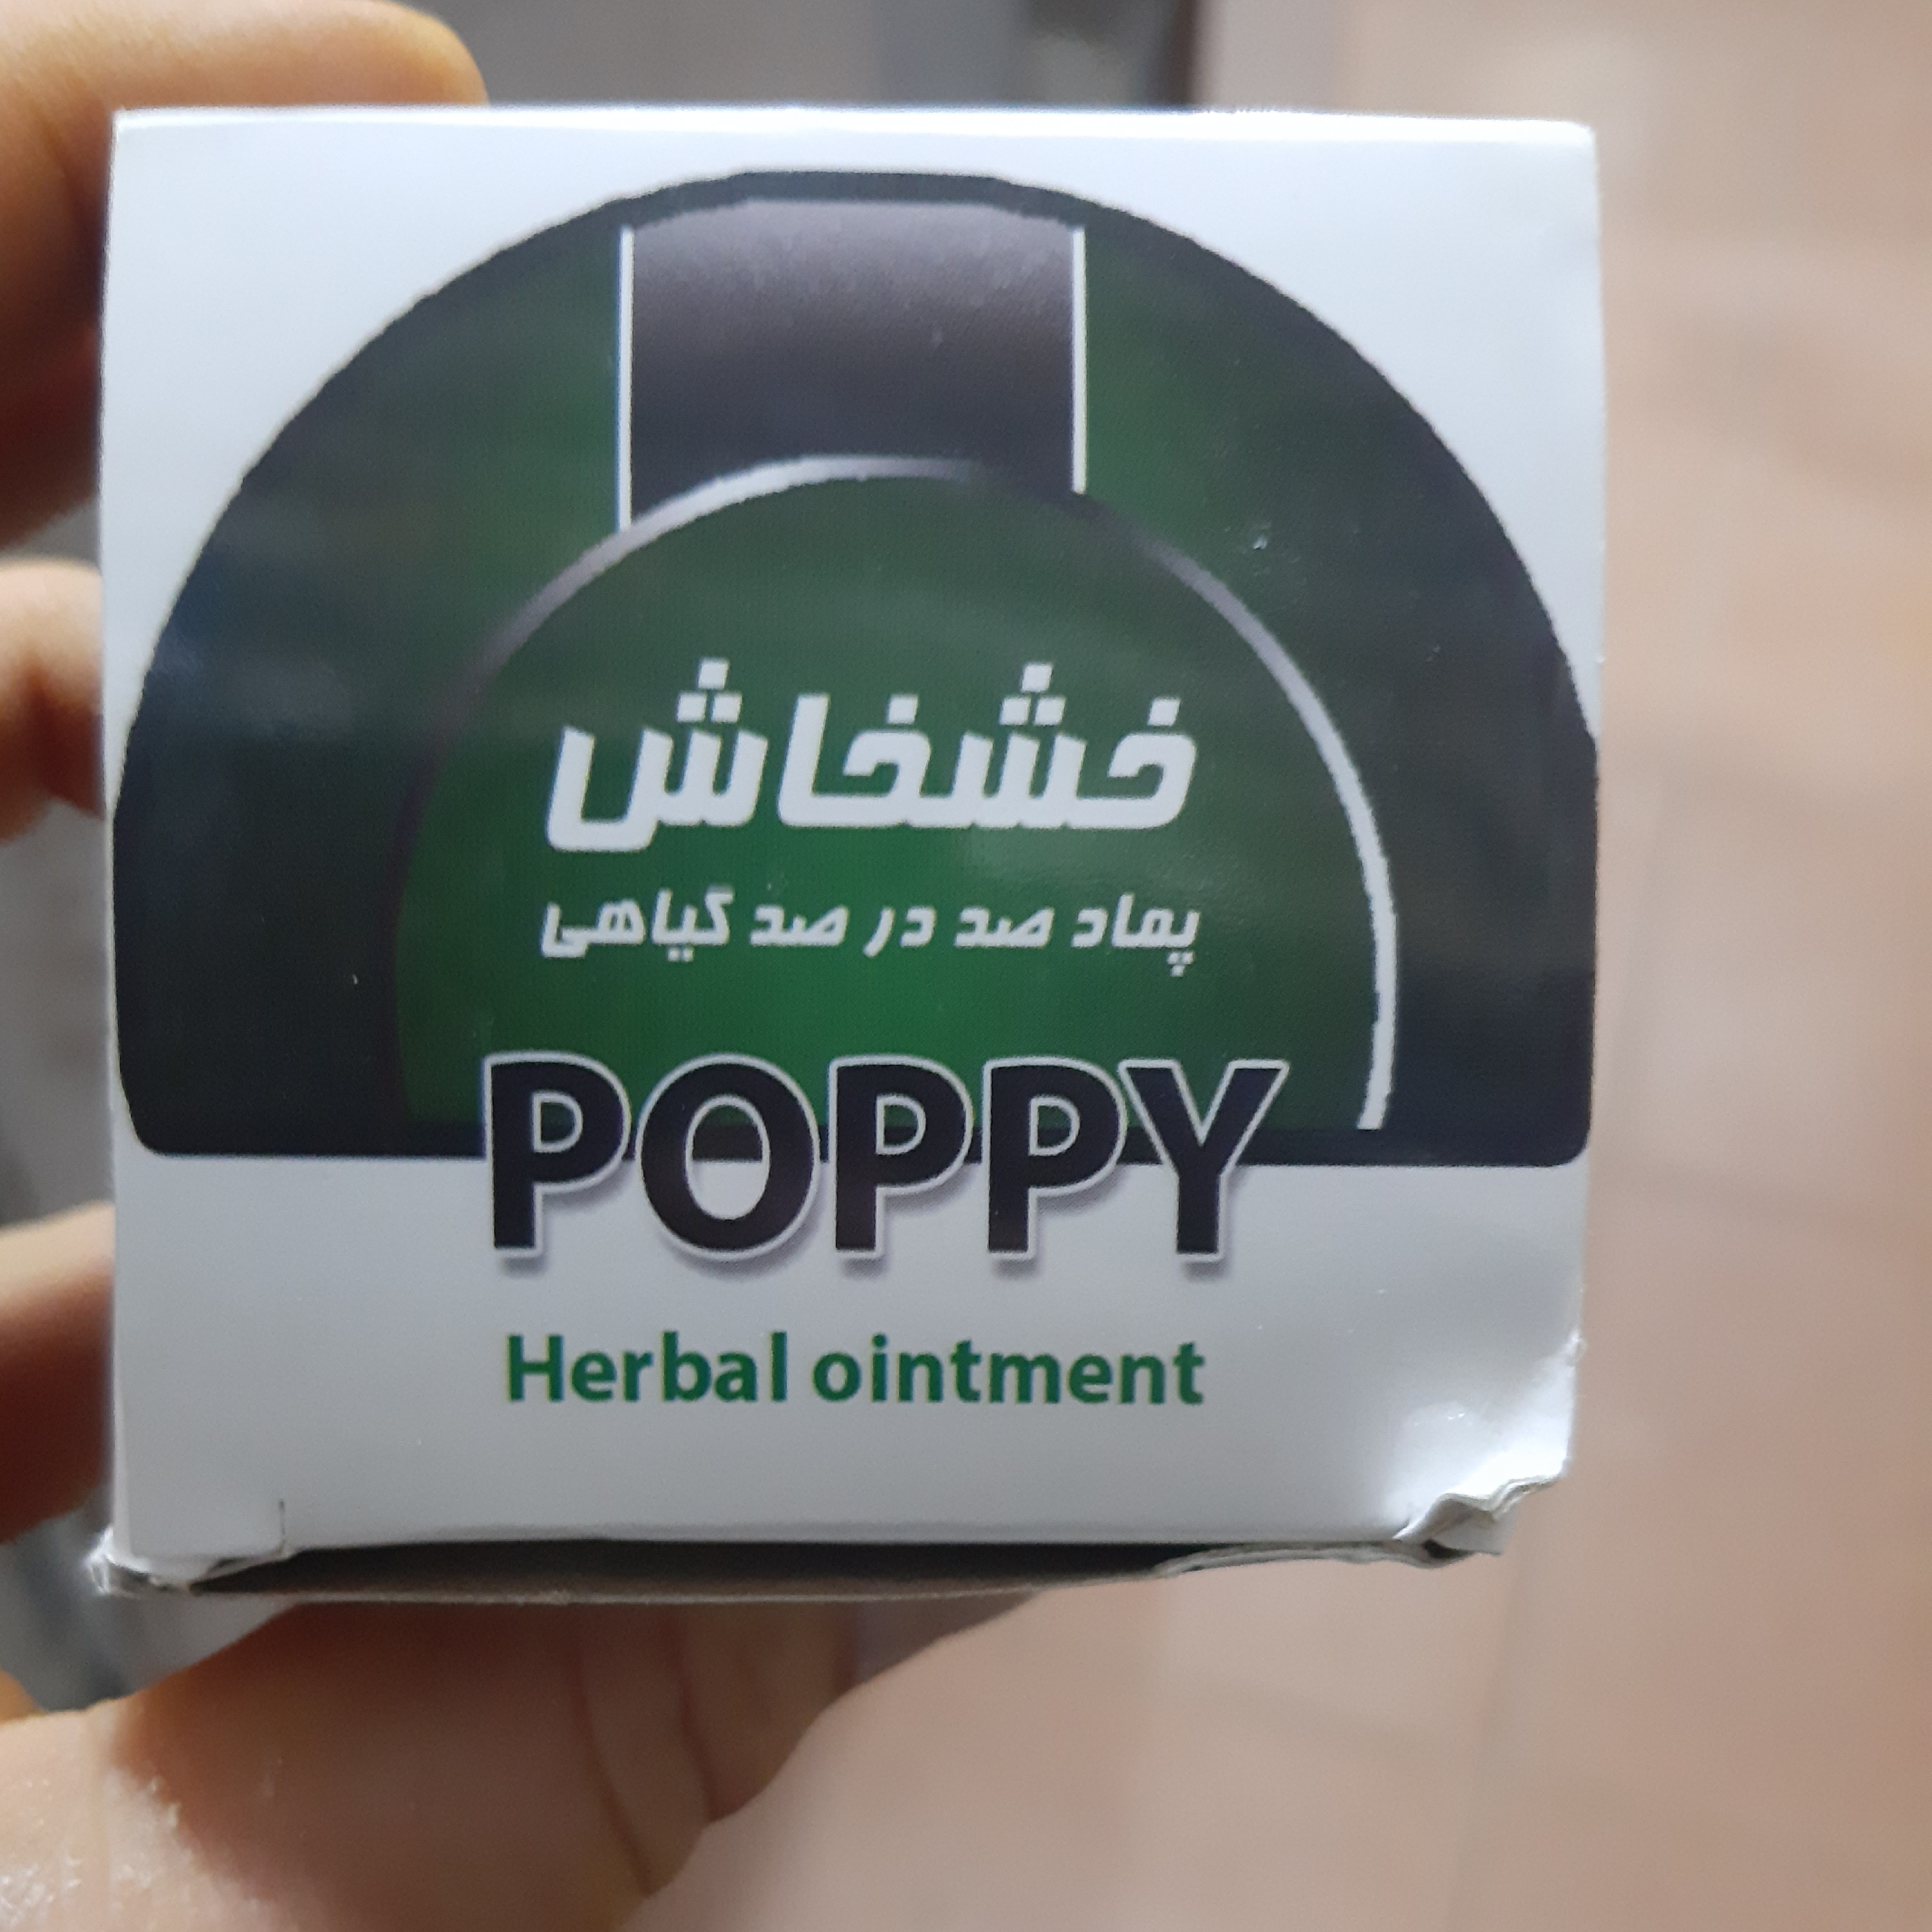 خشخاش
پماد صد در صد گیاهی
POPPY
Herbal ointment